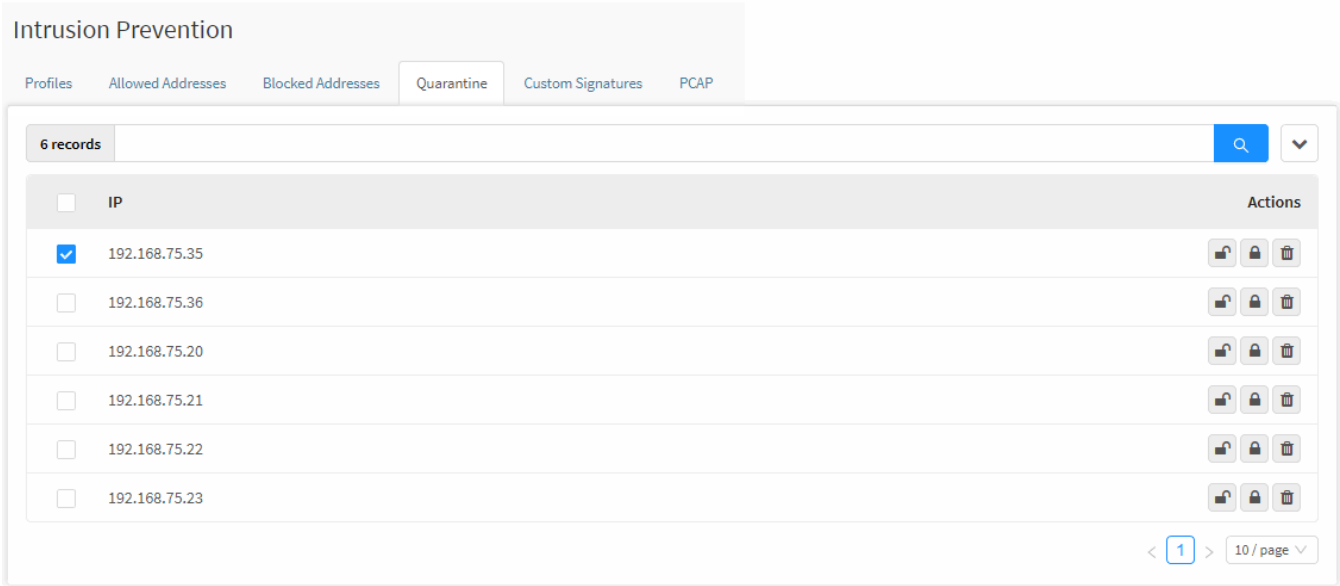 Intrusion Prevention
Profiles Allowed Addresses Blocked Addresses Quarantine Custom Signatures PCAP
6 records
IP Actions
192.168.75.35
192.168.75.36
192.168.75.20
192.168.75.21
192.168.75.22
192.168.75.23
< 1 > 10 / page